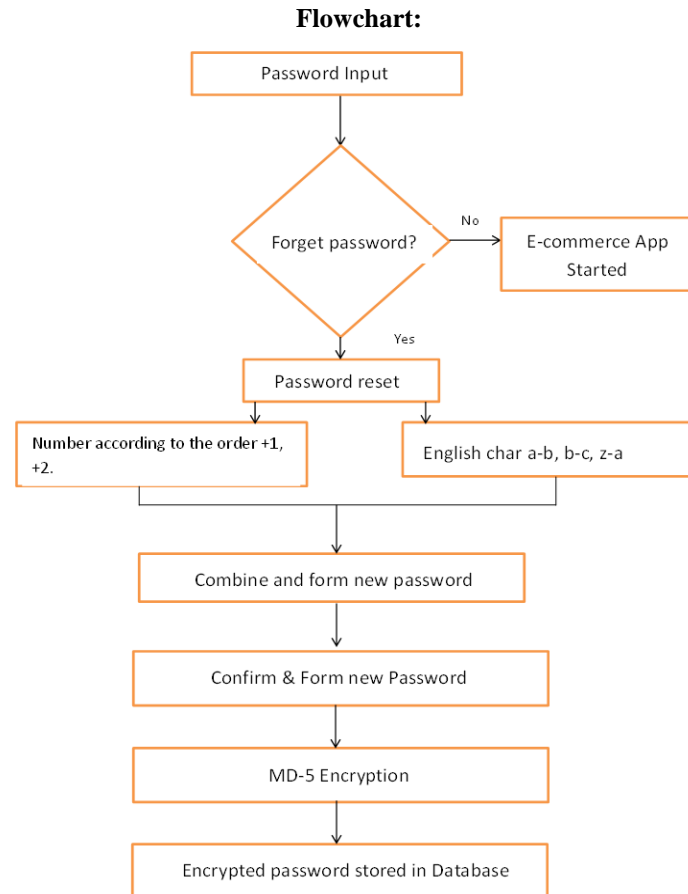 Flowchart:
Password Input
Forget password?
No
E-commerce App
Started
Yes
Password reset
Number according to the order +1,
+2.
English char a-b, b-c, z-a
Combine and form new password
Confirm & Form new Password
MD-5 Encryption
Encrypted password stored in Database